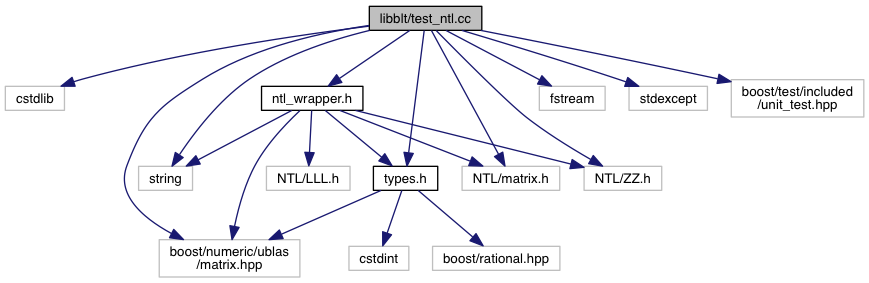 libblt/test_ntl.cc
cstdlib
ntl_wrapper.h
fstream
stdexcept
boost/test/included
/unit_test.hpp
string
NTL/LLL.h
types.h
NTL/matrix.h
NTL/ZZ.h
boost/numeric/ublas
/matrix.hpp
cstdint
boost/rational.hpp